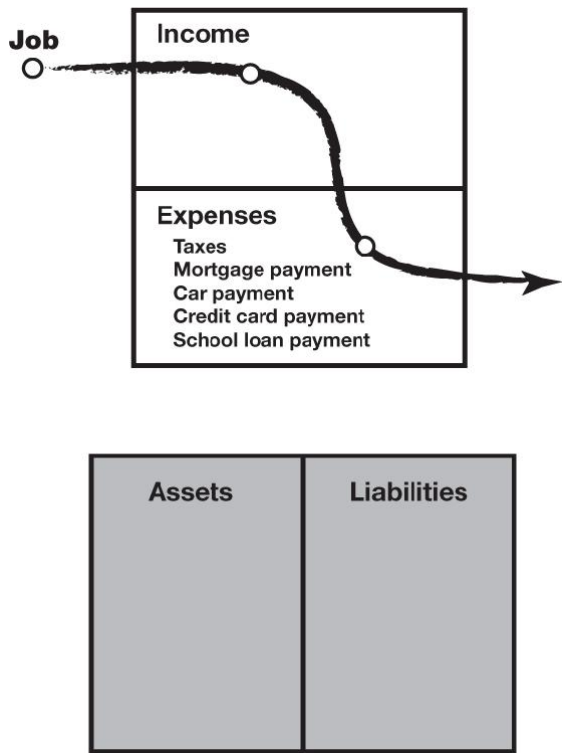 Job
Income
Expenses
Taxes
Mortgage payment
Car payment
Credit card payment
School loan payment
Assets
Liabilities